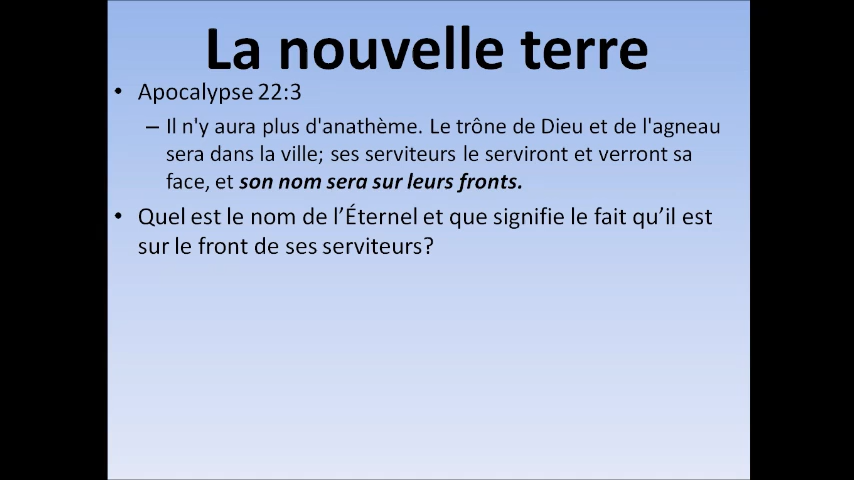 La nouvelle terre
• Apocalypse 22:3
– Il n'y aura plus d'anathème. Le trône de Dieu et de l'agneau
sera dans la ville; ses serviteurs le serviront et verront sa
face, et son nom sera sur leurs fronts.
• Quel est le nom de l’Éternel et que signifie le fait qu’il est
sur le front de ses serviteurs?